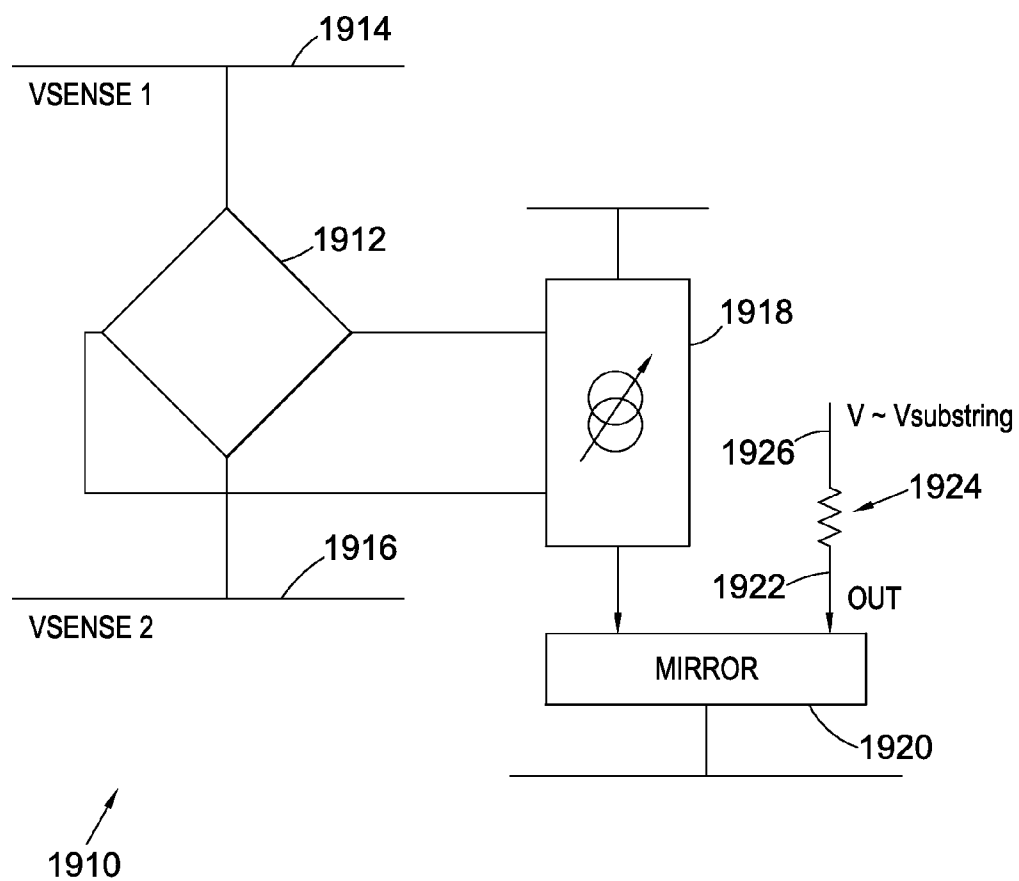 1914
VSENSE 1
1912
1918
V ~ Vsubstring
1926
1924
1916
1922
OUT
VSENSE 2
MIRROR
1920
1910